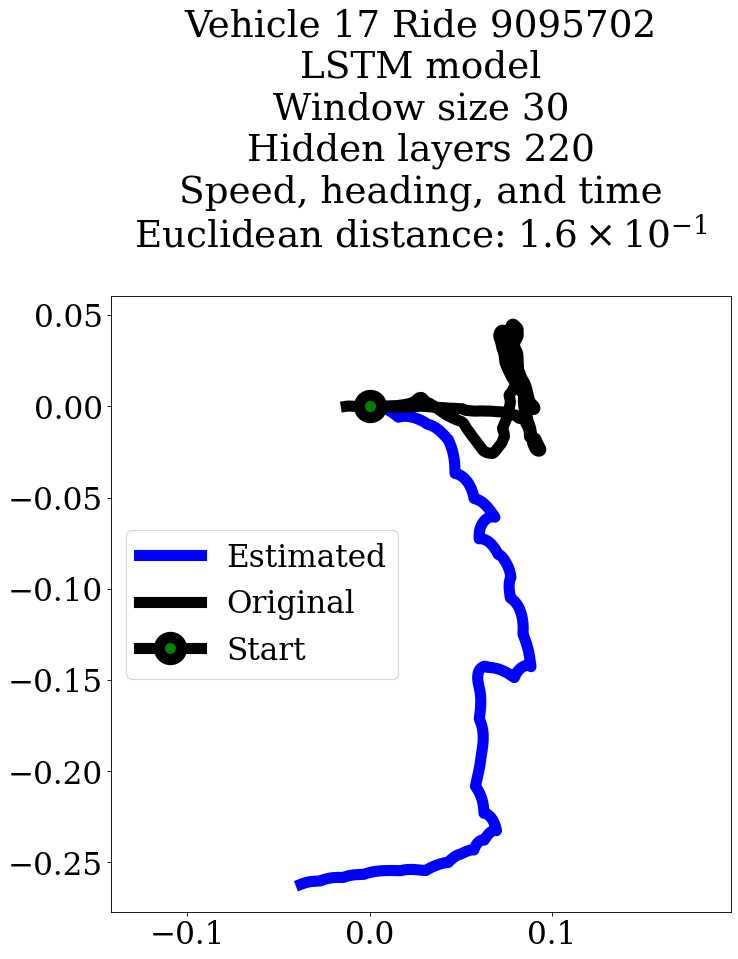 Vehicle 17 Ride 9095702
LSTM model
Window size 30
Hidden layers 220
Speed, heading, and time
Euclidean distance: 1.6 × 10⁻¹
0.05
0.00
−0.05
−0.10
−0.15
−0.20
−0.25
Estimated
Original
Start
−0.1
0.0
0.1